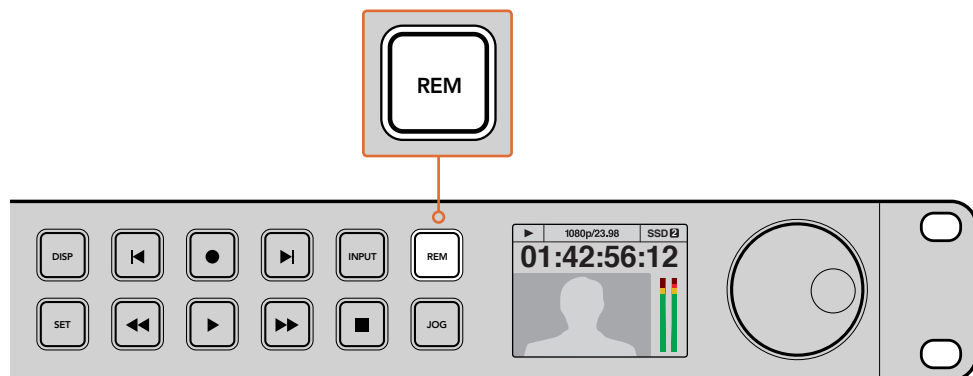 REM
DISP
INPUT
REM
1080p/23.98
SSD 2
01:42:56:12
SET
JOG